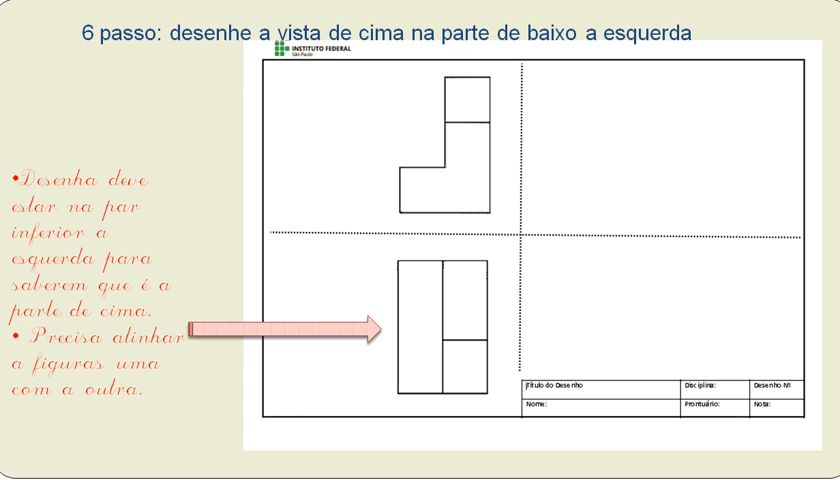 6 passo: desenhe a vista de cima na parte de baixo a esquerda
INSTITUTO FEDERAL
São Paulo
•Desenha deve
estar na par
inferior a
esquerda para
saberem que é a
parte de cima.
• Precisa alinhar
a figuras uma
com a outra.
Título do Desenho
Disciplina:
Desenho Nº
Nome:
Prontuário:
Nota: